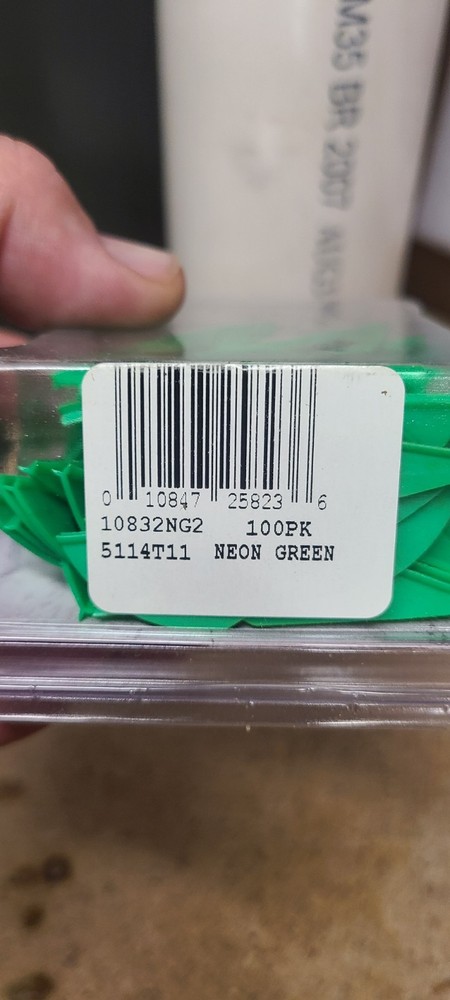 M35 BR 2007
0 10847 25823 6
10832NG2 100PK
5114T11 NEON GREEN